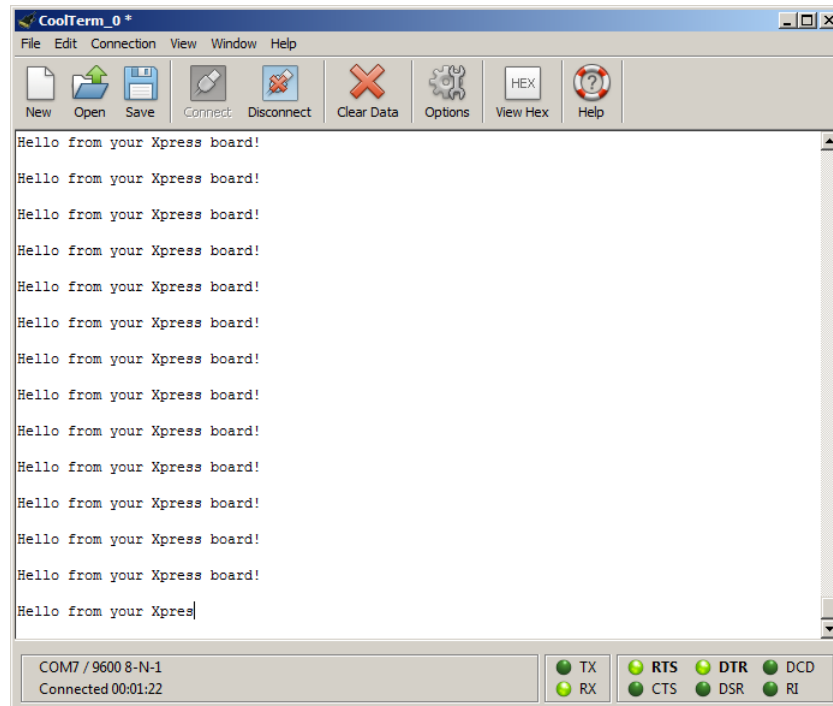 CoolTerm_0 *
File Edit Connection View Window Help
HEX
New Open Save Connect Disconnect Clear Data Options View Hex Help
Hello from your Xpress board!
Hello from your Xpress board!
Hello from your Xpress board!
Hello from your Xpress board!
Hello from your Xpress board!
Hello from your Xpress board!
Hello from your Xpress board!
Hello from your Xpress board!
Hello from your Xpress board!
Hello from your Xpress board!
Hello from your Xpress board!
Hello from your Xpress board!
Hello from your Xpress board!
Hello from your Xpres
COM7 / 9600 8-N-1
Connected 00:01:22
TX RTS DTR DCD
RX CTS DSR RI